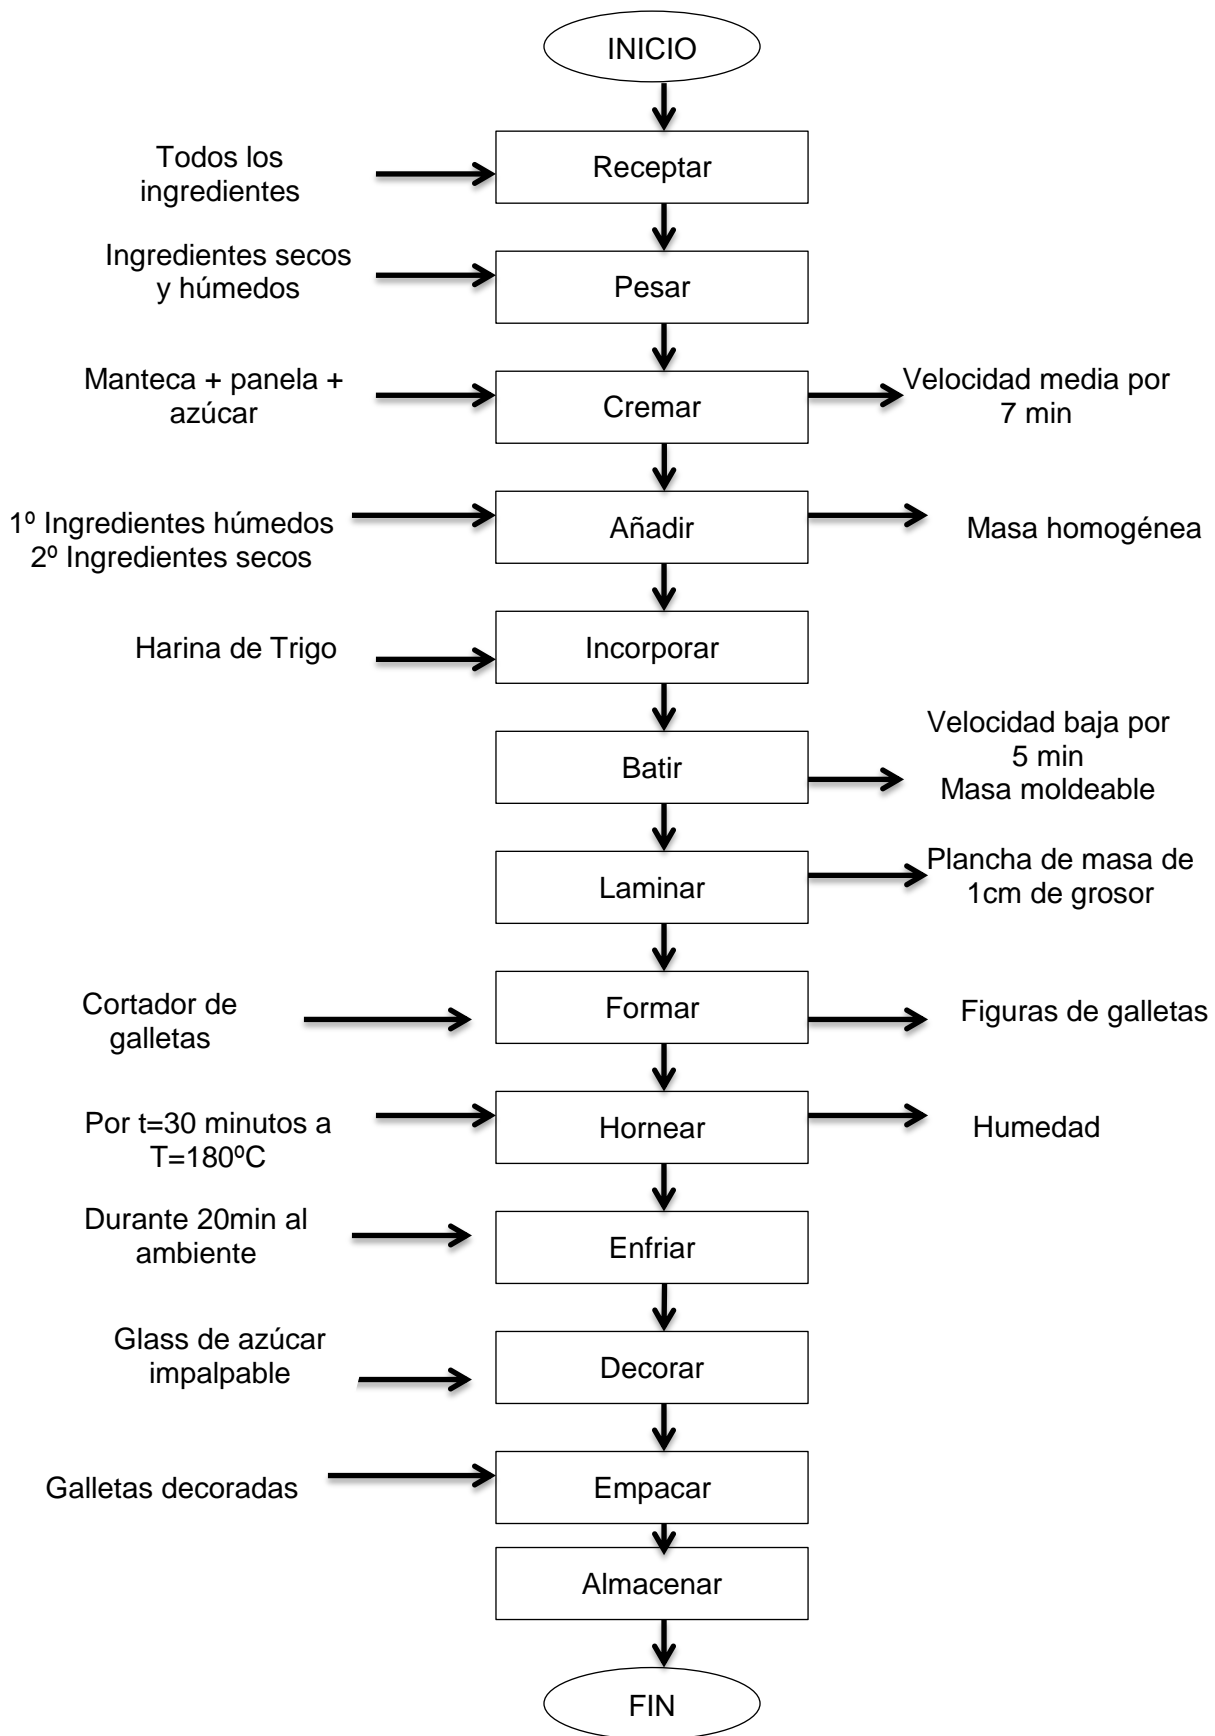 INICIO
Todos los
ingredientes
Receptar
Ingredientes secos
y húmedos
Pesar
Manteca + panela +
azúcar
Cremar
Velocidad media por
7 min
1º Ingredientes húmedos
2º Ingredientes secos
Añadir
Masa homogénea
Harina de Trigo
Incorporar
Batir
Velocidad baja por
5 min
Masa moldeable
Laminar
Plancha de masa de
1cm de grosor
Cortador de
galletas
Formar
Figuras de galletas
Por t=30 minutos a
T=180ºC
Hornear
Humedad
Durante 20min al
ambiente
Enfriar
Glass de azúcar
impalpable
Decorar
Galletas decoradas
Empacar
Almacenar
FIN